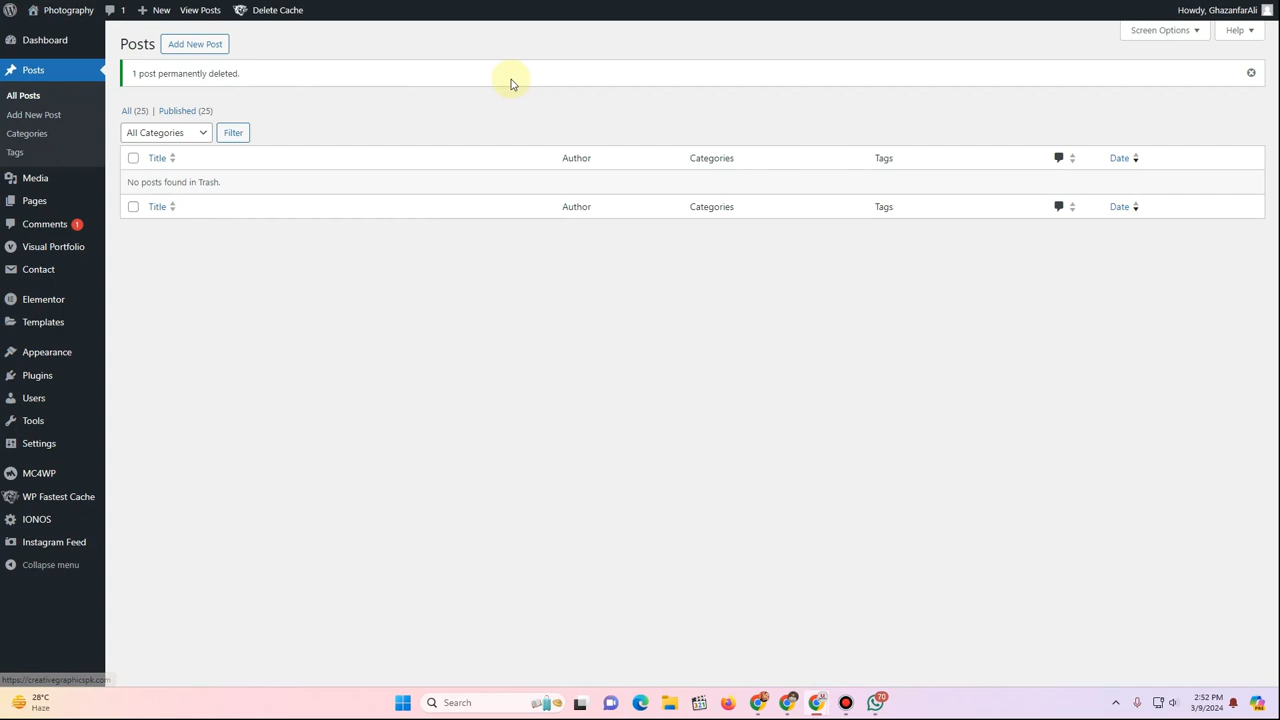 Photography 1 New View Posts Delete Cache Howdy, GhazanfarAli
Dashboard
Posts
All Posts
Add New Post
Categories
Tags
Media
Pages
Comments 1
Visual Portfolio
Contact
Elementor
Templates
Appearance
Plugins
Users
Tools
Settings
MC4WP
WP Fastest Cache
IONOS
Instagram Feed
Collapse menu
Screen Options Help
Posts Add New Post
1 post permanently deleted.
All (25) | Published (25)
All Categories Filter
Title Author Categories Tags Date
No posts found in Trash.
Title Author Categories Tags Date
https://creativegraphicspk.com
28°C
Haze
Search
70
2:52 PM
3/9/2024